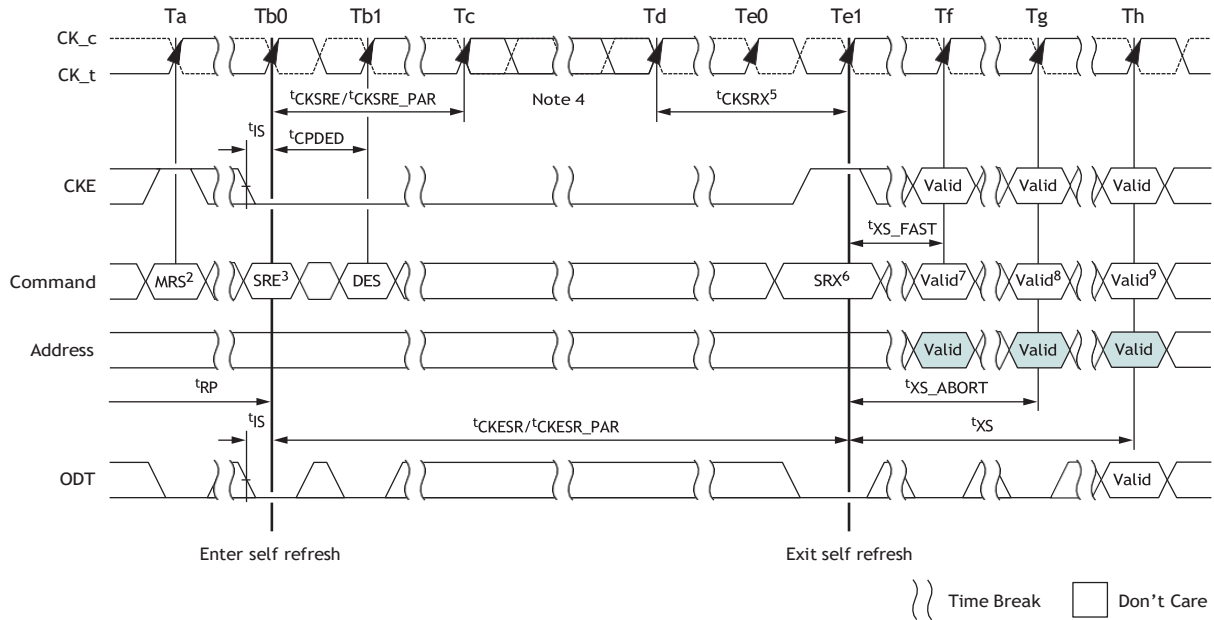 Ta Tb0 Tb1 Tc Td Te0 Te1 Tf Tg Th
CK_c
CK_t
tCKSRE/tCKSRE_PAR Note 4 tCKSRX5
tIS tCPDED
CKE Valid Valid Valid
tXS_FAST
Command MRS2 SRE3 DES SRX6 Valid7 Valid8 Valid9
Address Valid Valid Valid
tRP tXS_ABORT
tIS tCKESR/tCKESR_PAR tXS
ODT Valid
Enter self refresh Exit self refresh
Time Break Don't Care